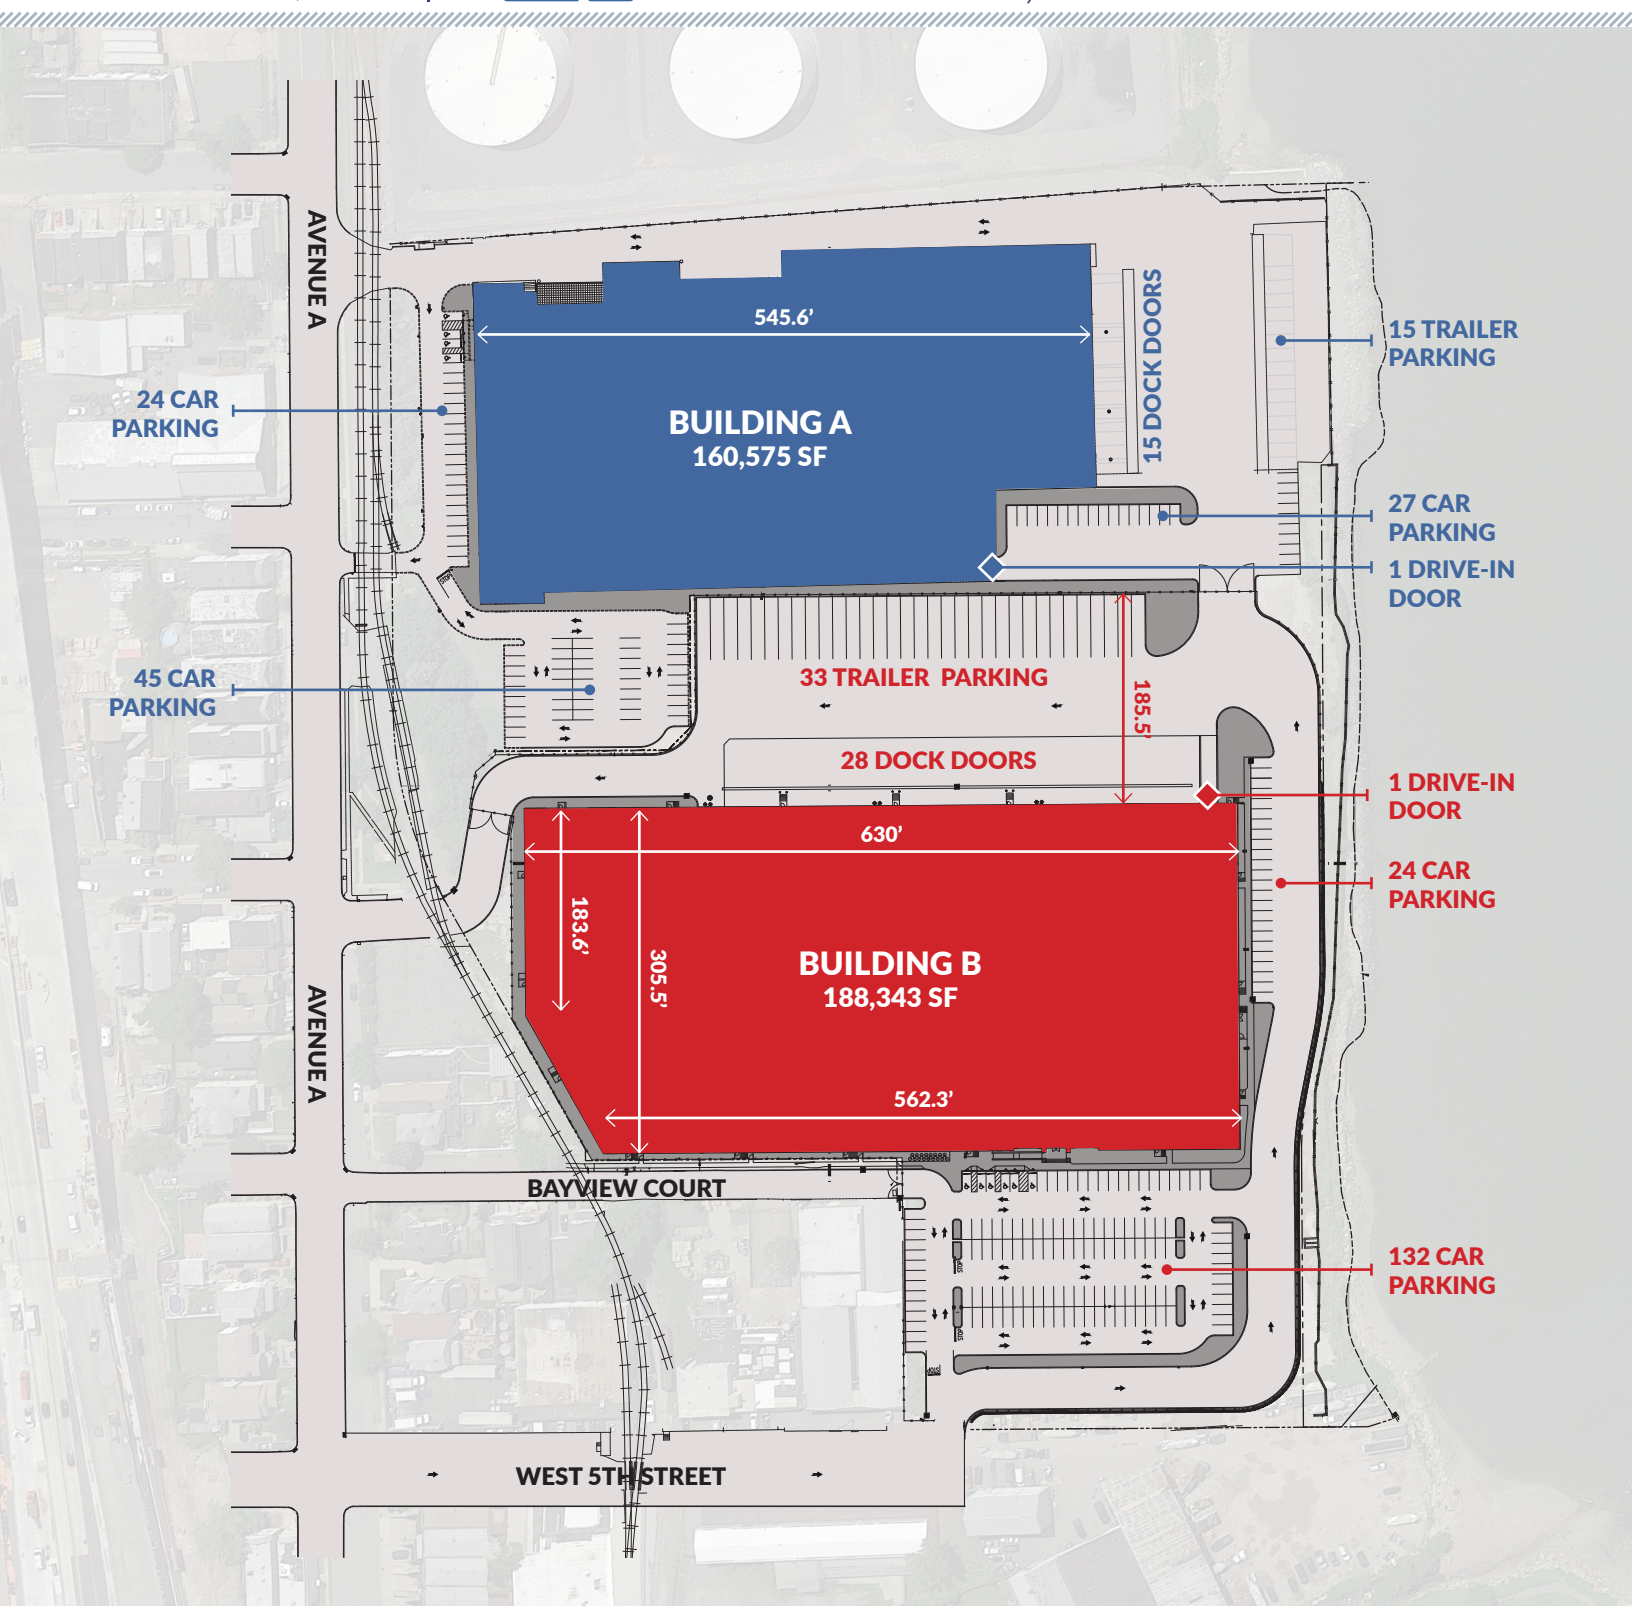 AVENUE A
545.6’
15 DOCK DOORS
15 TRAILER
PARKING
24 CAR
PARKING
BUILDING A
160,575 SF
27 CAR
PARKING
1 DRIVE-IN
DOOR
45 CAR
PARKING
33 TRAILER PARKING
185.5’
28 DOCK DOORS
1 DRIVE-IN
DOOR
630’
24 CAR
PARKING
183.6’
305.5’
BUILDING B
188,343 SF
AVENUE A
562.3’
BAYVIEW COURT
132 CAR
PARKING
STOP
STOP
STOP
WEST 5TH STREET